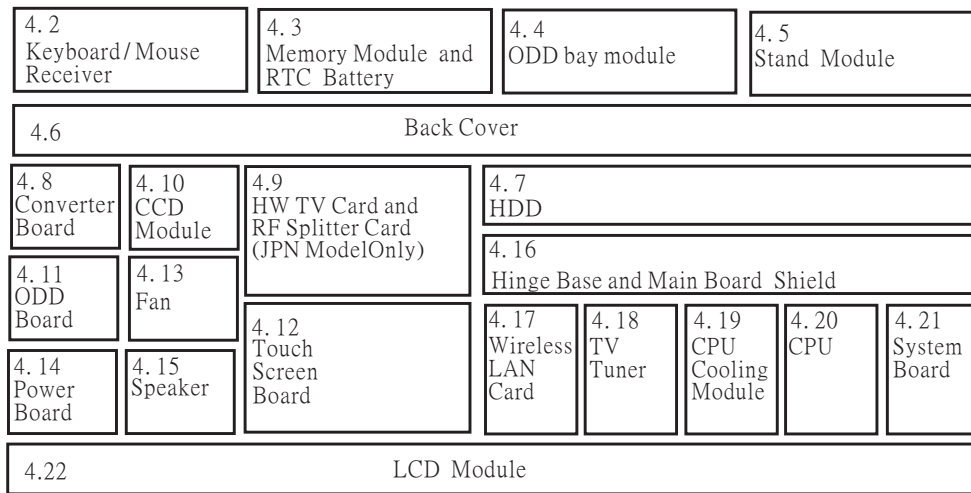 4.2
Keyboard/Mouse
Receiver
4.3
Memory Module and
RTC Battery
4.4
ODD bay module
4.5
Stand Module
4.6 Back Cover
4.8
Converter
Board
4.10
CCD
Module
4.9
HW TV Card and
RF Splitter Card
(JPN ModelOnly)
4.7
HDD
4.16
Hinge Base and Main Board Shield
4.11
ODD
Board
4.13
Fan
4.12
Touch
Screen
Board
4.17
Wireless
LAN
Card
4.18
TV
Tuner
4.19
CPU
Cooling
Module
4.20
CPU
4.21
System
Board
4.14
Power
Board
4.15
Speaker
4.22 LCD Module